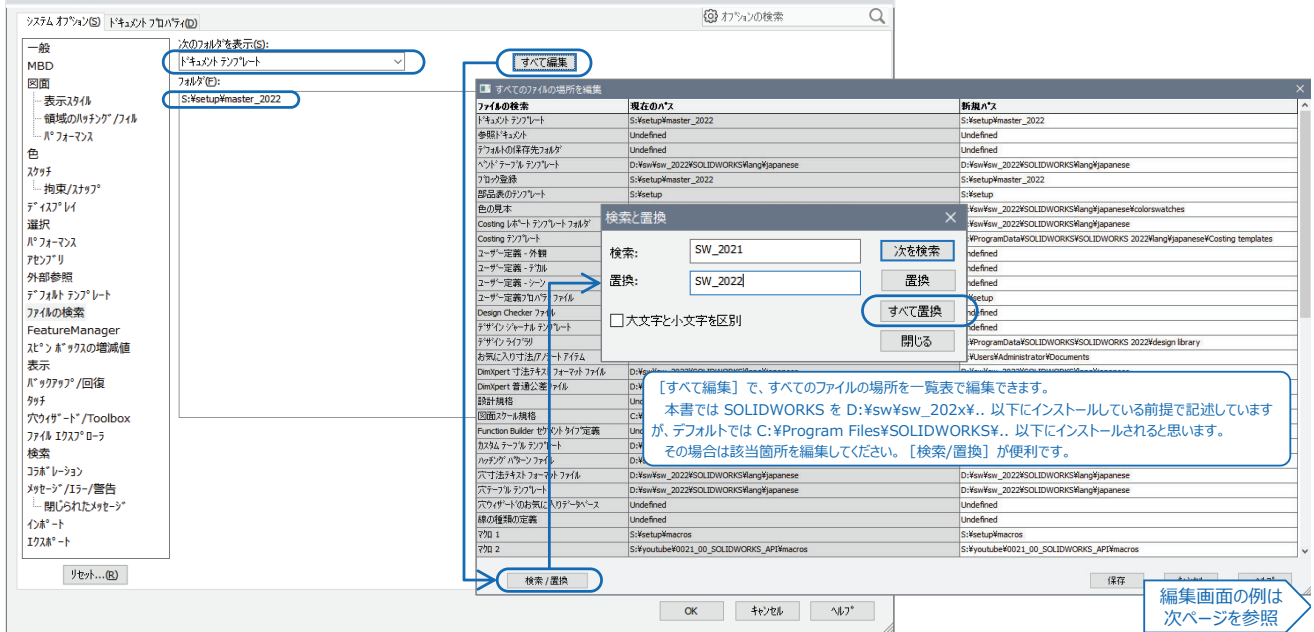 システム オプション(S)
ドキュメント プロパティ(D)
オプションの検索
一般
MBD
図面
表示スタイル
領域のハッチング/フィル
パフォーマンス
色
スケッチ
拘束/スナップ
ディスプレイ
選択
パフォーマンス
アセンブリ
外部参照
デフォルト テンプレート
ファイルの検索
FeatureManager
スピン ボックスの増減値
表示
バックアップ/回復
タッチ
穴ウィザード/Toolbox
ファイル エクスプローラ
検索
コラボレーション
メッセージ/エラー/警告
閉じられたメッセージ
インポート
エクスポート
リセット...(R)
次のフォルダを表示(S):
ドキュメント テンプレート
フォルダ(F):
S:¥setup¥master_2022
すべて編集
すべてのファイルの場所を編集
ファイルの検索 現在のパス 新規パス
ドキュメント テンプレート S:¥setup¥master_2022 S:¥setup¥master_2022
参照ドキュメント Undefined Undefined
デフォルトの保存先フォルダ Undefined Undefined
ベンド テーブル テンプレート D:¥sw¥sw_2022¥SOLIDWORKS¥lang¥japanese D:¥sw¥sw_2022¥SOLIDWORKS¥lang¥japanese
ブロック登録 S:¥setup¥master_2022 S:¥setup¥master_2022
部品表のテンプレート S:¥setup S:¥setup
色の見本 ¥sw¥sw_2022¥SOLIDWORKS¥lang¥japanese¥colorswatches
Costing レポート テンプレート フォルダ ¥sw¥sw_2022¥SOLIDWORKS¥lang¥japanese
Costing テンプレート ¥ProgramData¥SOLIDWORKS¥SOLIDWORKS 2022¥lang¥japanese¥Costing templates
ユーザー定義 - 外観 ndefined
ユーザー定義 - デカル ndefined
ユーザー定義 - シーン ndefined
ユーザー定義プロパティ ファイル ¥setup
Design Checker ファイル ndefined
デザイン ジャーナル テンプレート ndefined
デザイン ライブラリ ¥ProgramData¥SOLIDWORKS¥SOLIDWORKS 2022¥design library
お気に入り寸法/アノテート アイテム ¥Users¥Administrator¥Documents
DimXpert 寸法テキスト フォーマット ファイル
DimXpert 普通公差ファイル D:¥
設計規格 Und
図面スケール規格 C:¥
Function Builder セグメント タイプ定義 Und
カスタム テーブル テンプレート D:¥
ハッチング パターン ファイル D:¥
穴寸法テキスト フォーマット ファイル D:¥sw¥sw_2022¥SOLIDWORKS¥lang¥japanese D:¥sw¥sw_2022¥SOLIDWORKS¥lang¥japanese
穴テーブル テンプレート D:¥sw¥sw_2022¥SOLIDWORKS¥lang¥japanese D:¥sw¥sw_2022¥SOLIDWORKS¥lang¥japanese
穴ウィザードのお気に入りデータベース Undefined Undefined
線の種類の定義 Undefined Undefined
マクロ 1 S:¥setup¥macros S:¥setup¥macros
マクロ 2 S:¥youtube¥0021_00_SOLIDWORKS_API¥macros S:¥youtube¥0021_00_SOLIDWORKS_API¥macros
検索と置換
検索: SW_2021 次を検索
置換: SW_2022 置換
大文字と小文字を区別 すべて置換
閉じる
［すべて編集］で、すべてのファイルの場所を一覧表で編集できます。
本書では SOLIDWORKS を D:¥sw¥sw_202x¥.. 以下にインストールしている前提で記述しています
が、デフォルトでは C:¥Program Files¥SOLIDWORKS¥.. 以下にインストールされると思います。
その場合は該当箇所を編集してください。［検索/置換］が便利です。
検索 / 置換
保存
OK キャンセル ヘルプ
編集画面の例は
次ページを参照